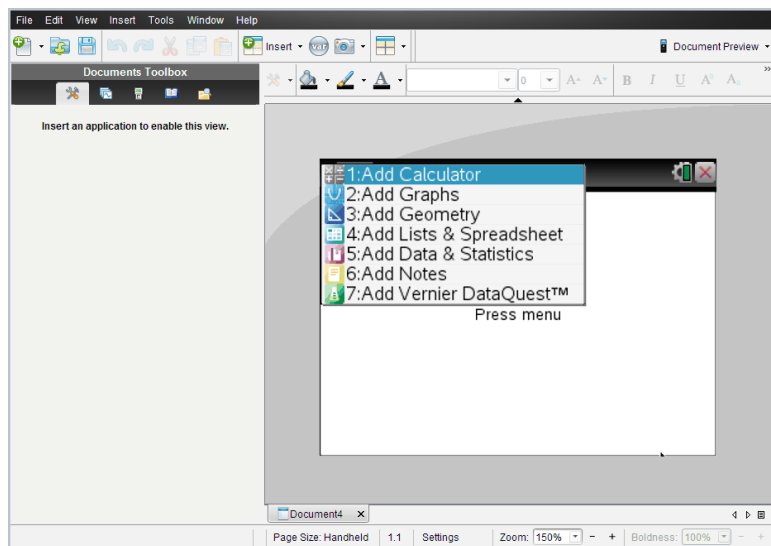 File Edit View Insert Tools Window Help
Insert var Document Preview
Documents Toolbox
0 A A B I U A A
Insert an application to enable this view.
1:Add Calculator
2:Add Graphs
3:Add Geometry
4:Add Lists & Spreadsheet
5:Add Data & Statistics
6:Add Notes
7:Add Vernier DataQuest™
Press menu
Document4
Page Size: Handheld 1.1 Settings Zoom: 150% - + Boldness: 100% - +